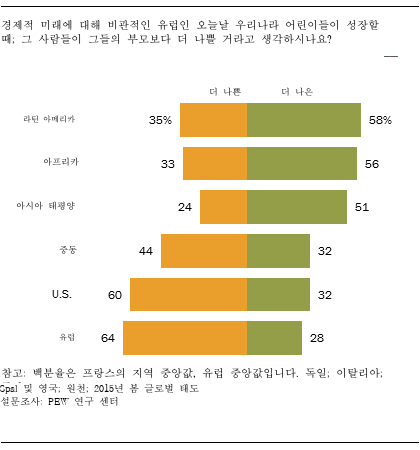 경제적 미래에 대해 비관적인 유럽인 오늘날 우리나라 어린이들이 성장할
때; 그 사람들이 그들의 부모보다 더 나쁠 거라고 생각하시나요?
더 나쁜 더 나은
라틴 아메리카 35% 58%
아프리카 33 56
아시아 태평양 24 51
중동 44 32
U.S. 60 32
유럽 64 28
참고: 백분율은 프랑스의 지역 중앙값, 유럽 중앙값입니다. 독일; 이탈리아;
및 영국; 원천; 2015년 봄 글로벌 태도
설문조사: PEW 연구 센터